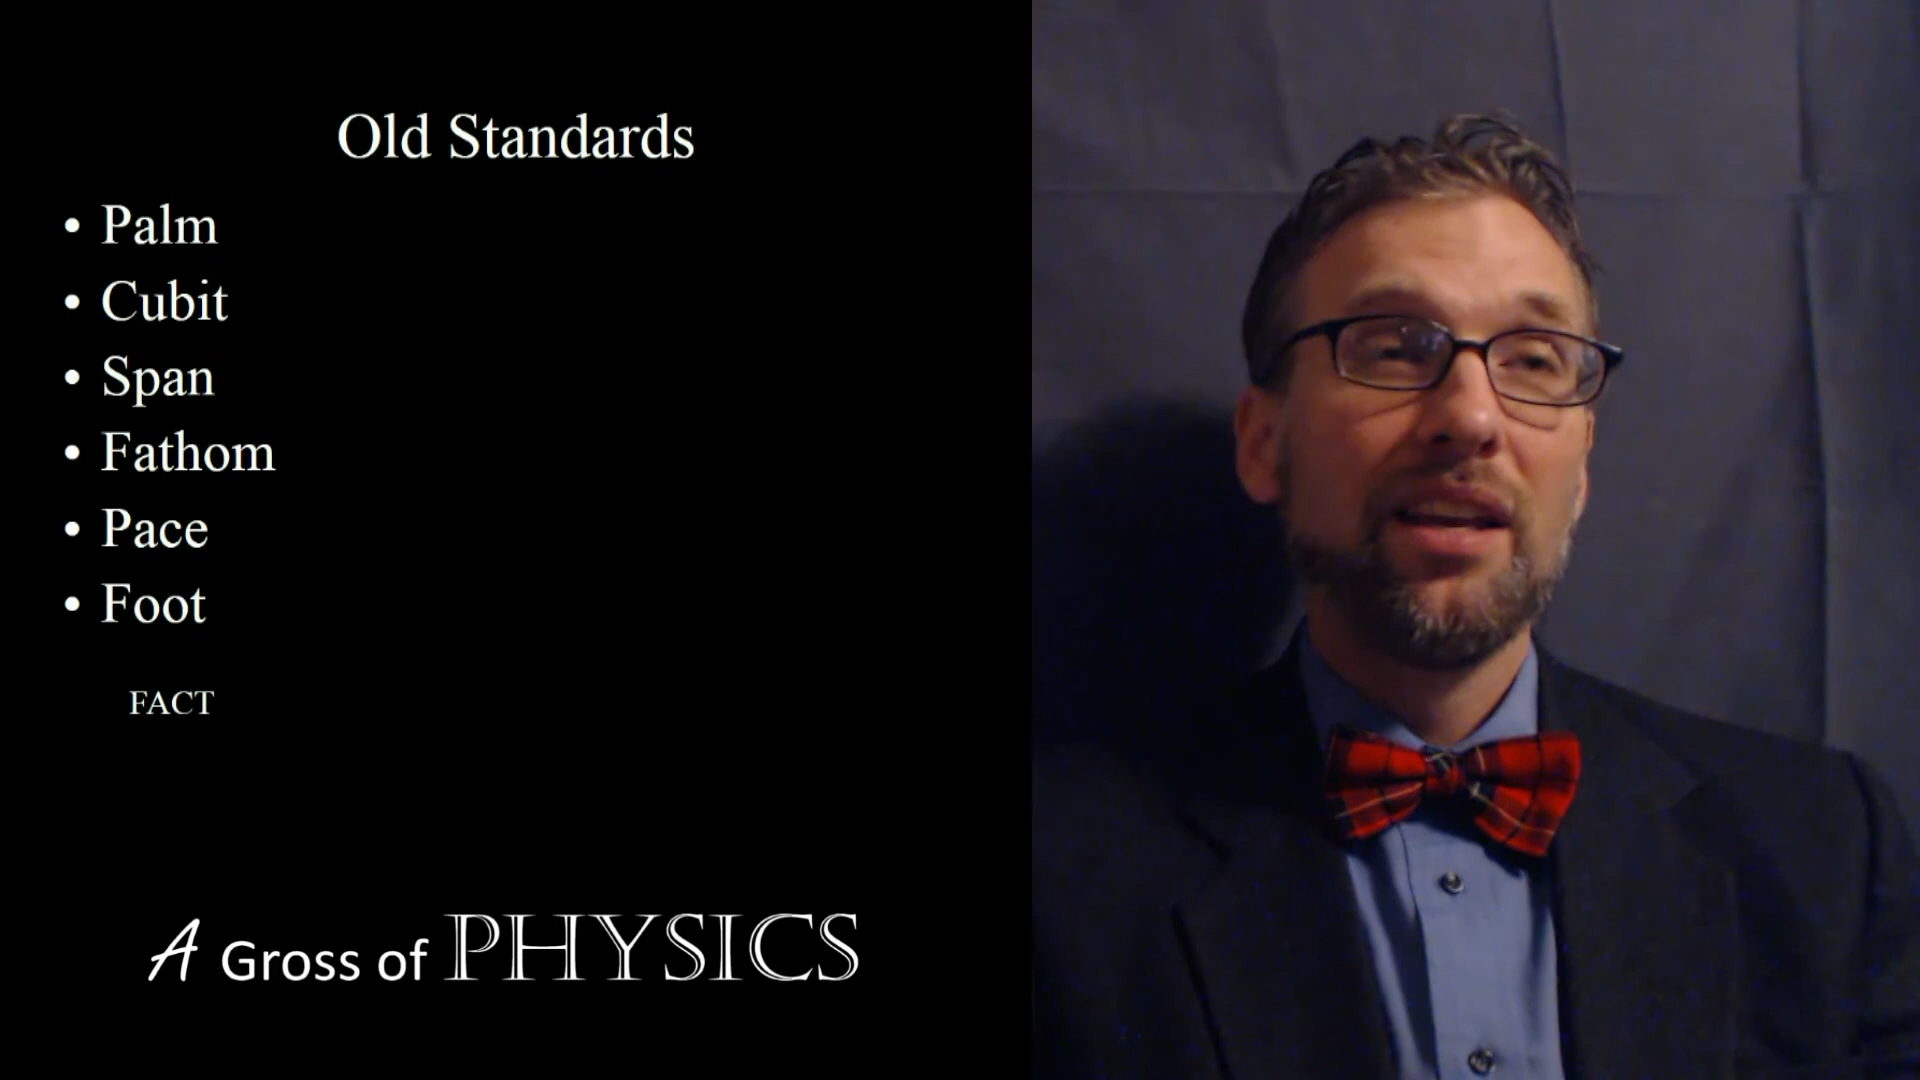 Old Standards
• Palm
• Cubit
• Span
• Fathom
• Pace
• Foot
FACT
A Gross of PHYSICS